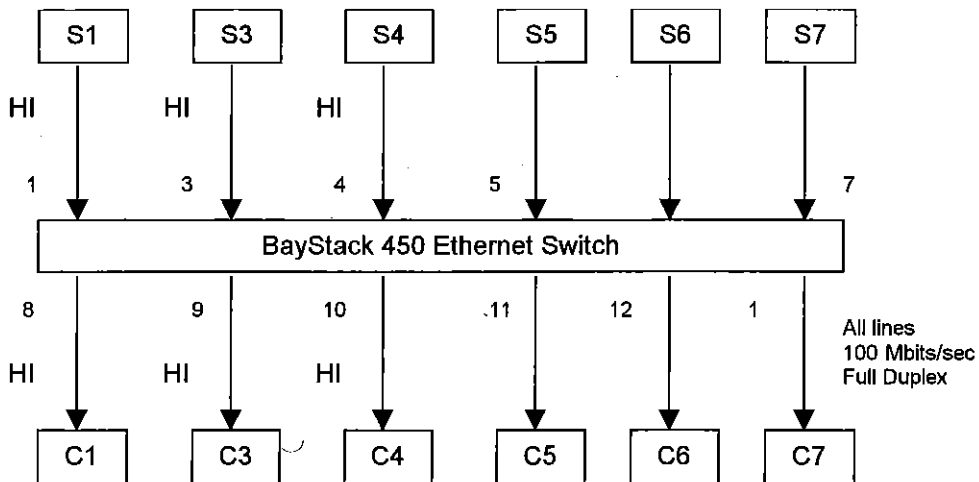 S1 S3 S4 S5 S6 S7
HI HI HI
1 3 4 5 7
BayStack 450 Ethernet Switch
8 9 10 11 12 1
All lines
100 Mbits/sec
Full Duplex
HI HI HI
C1 C3 C4 C5 C6 C7